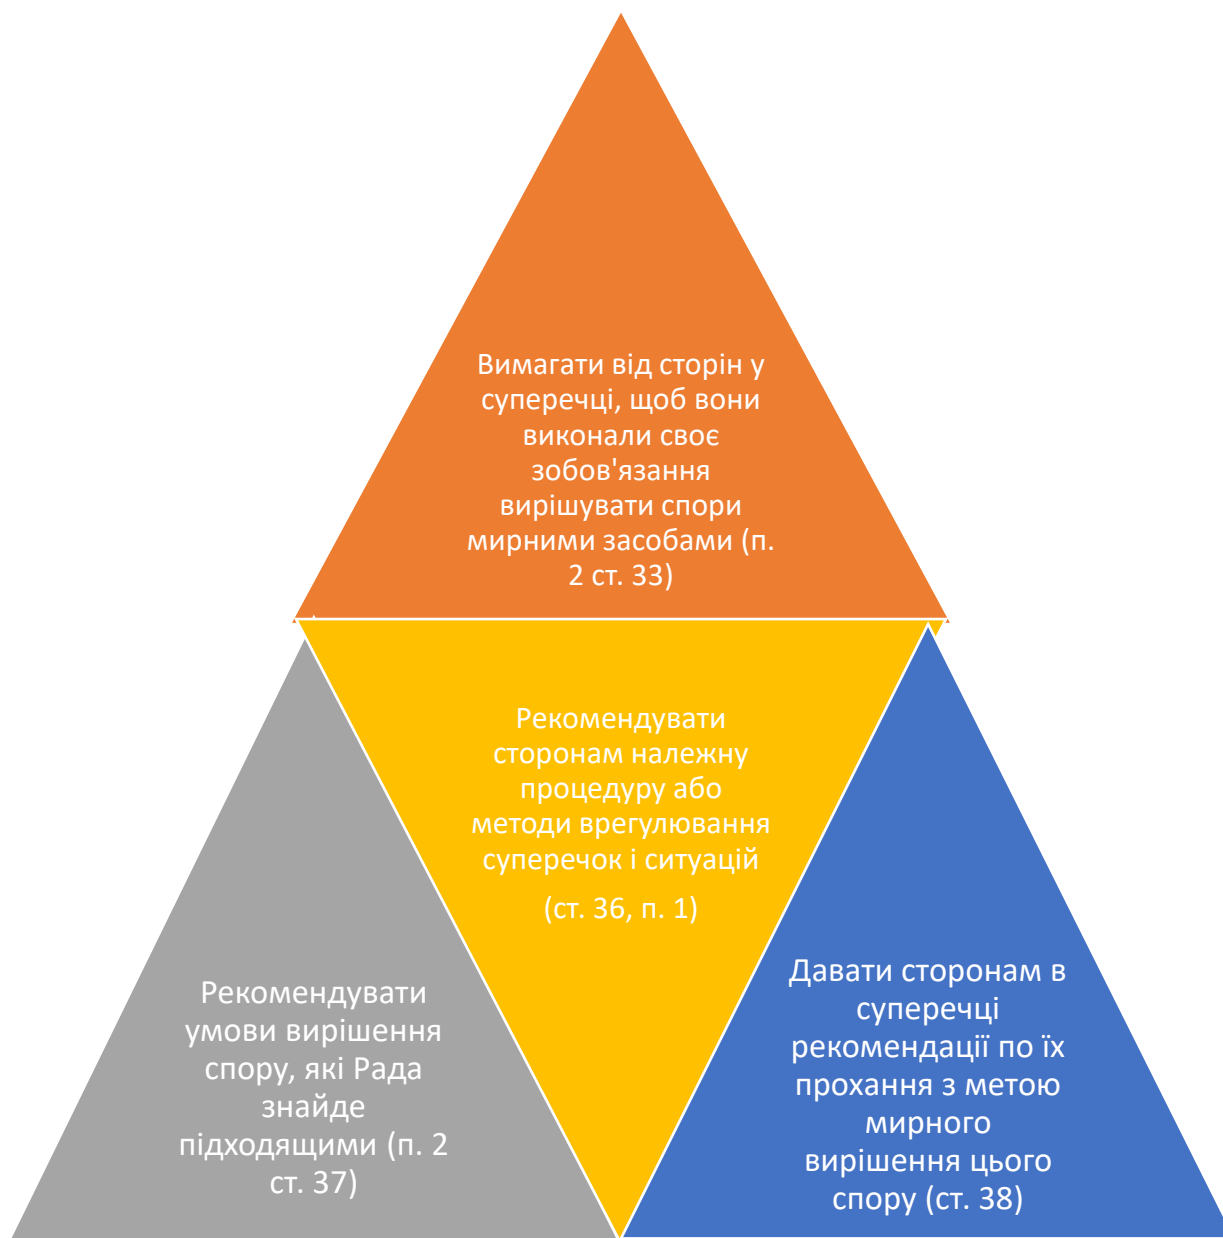 Вимагати від сторін у
суперечці, щоб вони
виконали своє
зобов'язання
вирішувати спори
мирними засобами (п.
2 ст. 33)
Рекомендувати
сторонам належну
процедуру або
методи врегулювання
суперечок і ситуацій
(ст. 36, п. 1)
Рекомендувати
умови вирішення
спору, які Рада
знайде
підходящими (п. 2
ст. 37)
Давати сторонам в
суперечці
рекомендації по їх
прохання з метою
мирного
вирішення цього
спору (ст. 38)